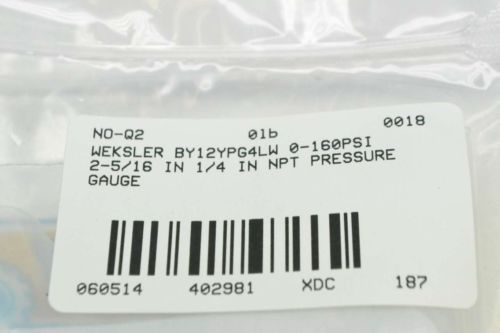 NO-Q2 01b 0018
WEKSLER BY12YPG4LW 0-160PSI
2-5/16 IN 1/4 IN NPT PRESSURE
GAUGE
060514 402981 XDC 187